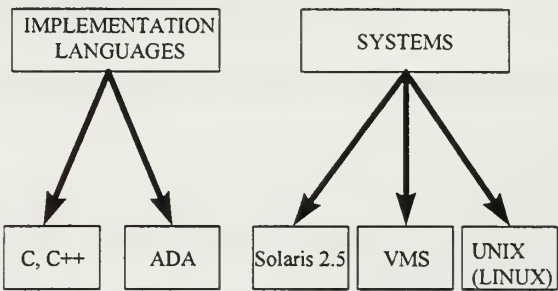 IMPLEMENTATION
LANGUAGES
SYSTEMS
C, C++
ADA
Solaris 2.5
VMS
UNIX
(LINUX)